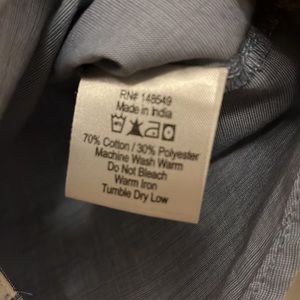 RN# 148549
Made in India
70% Cotton / 30% Polyester
Machine Wash Warm
Do Not Bleach
Warm Iron
Tumble Dry Low